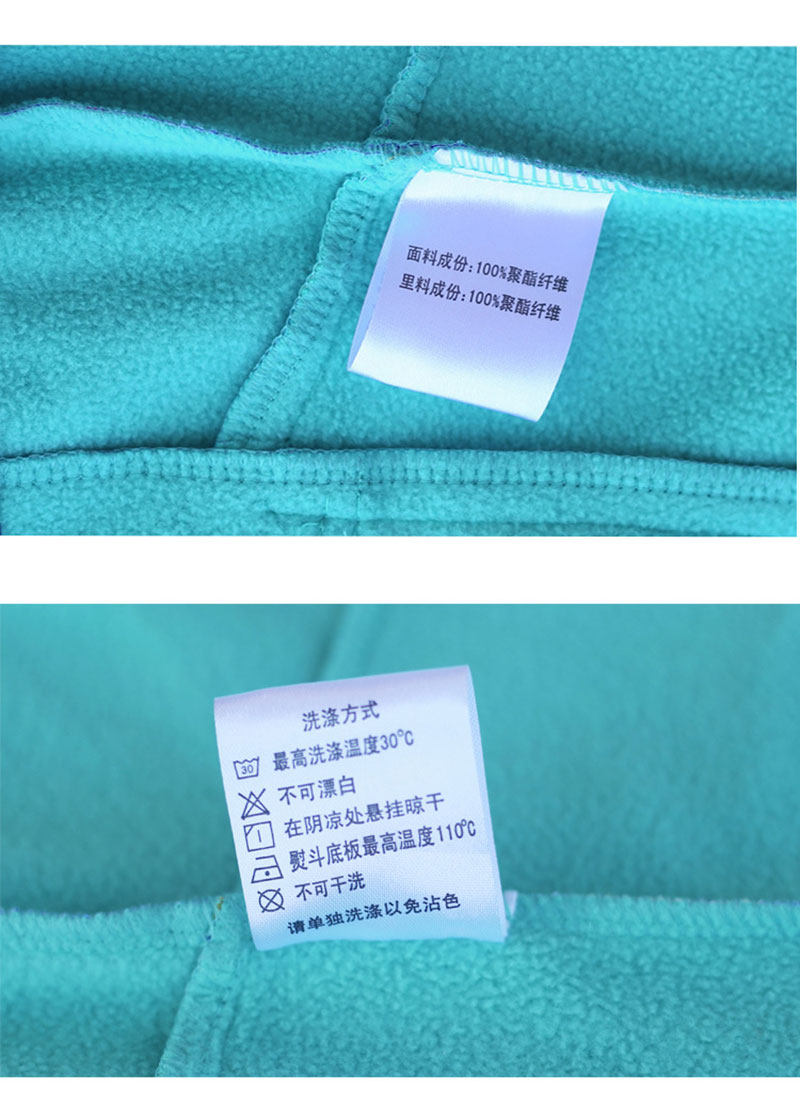 面料成份:100%聚酯纤维
里料成份:100%聚酯纤维
洗涤方式
30 最高洗涤温度30℃
不可漂白
在阴凉处悬挂晾干
熨斗底板最高温度110℃
不可干洗
请单独洗涤以免沾色